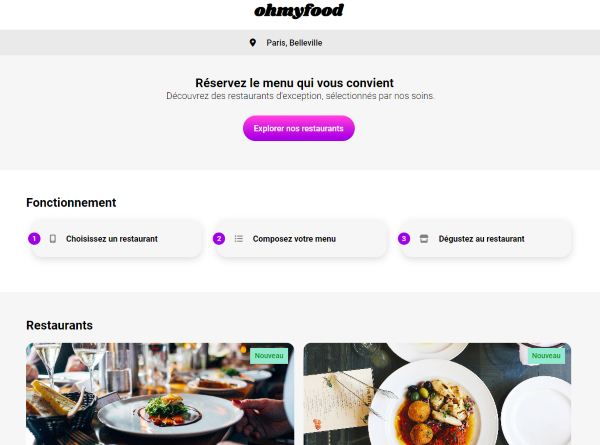 ohmyfood
Paris, Belleville
Réservez le menu qui vous convient
Découvrez des restaurants d'exception, sélectionnés par nos soins.
Explorer nos restaurants
Fonctionnement
1 Choisissez un restaurant
2 Composez votre menu
3 Dégustez au restaurant
Restaurants
Nouveau
Nouveau